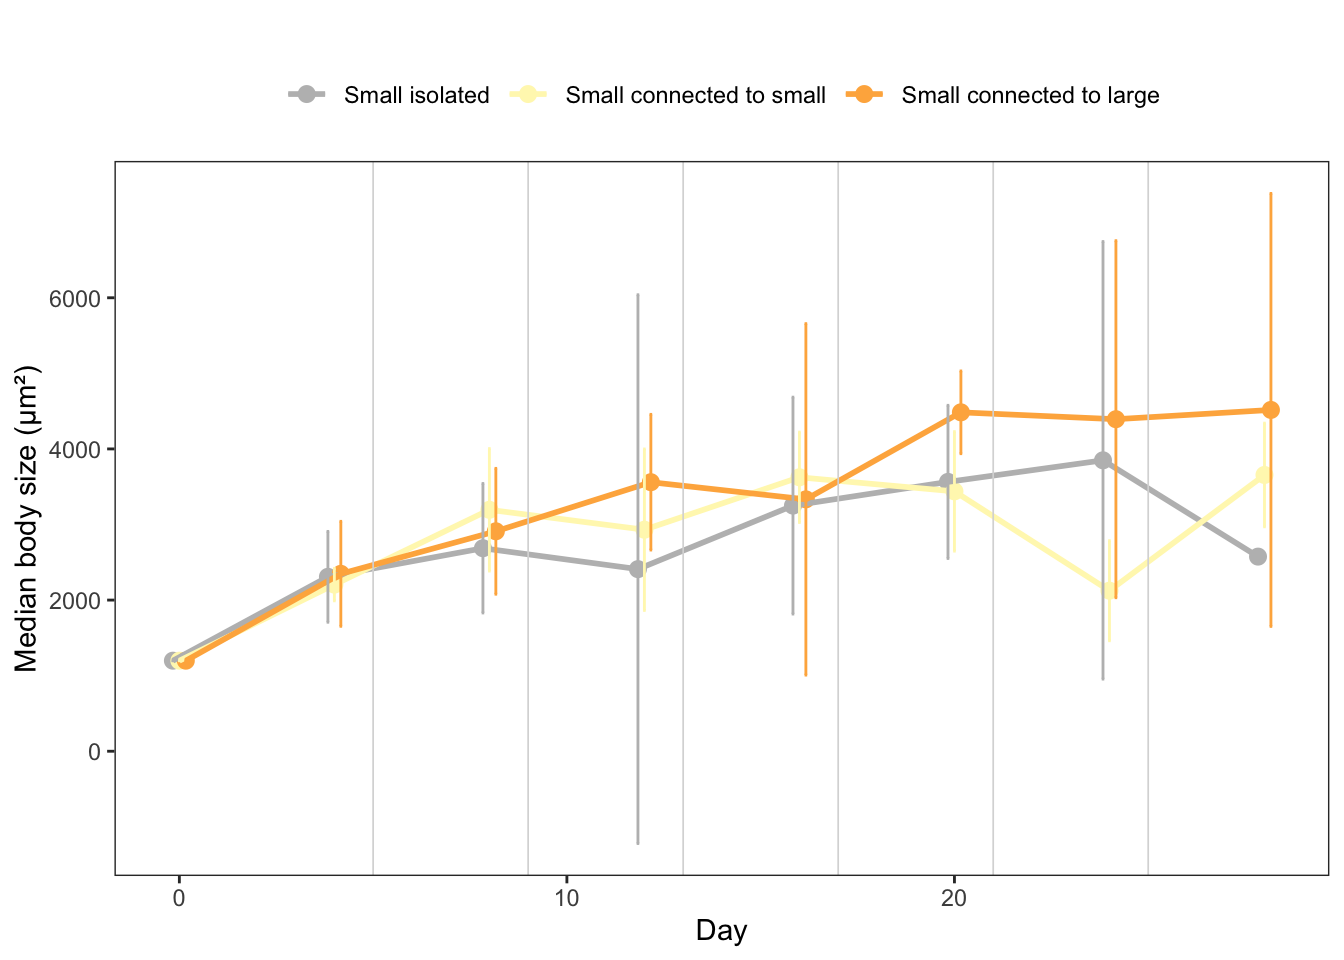 Small isolated Small connected to small Small connected to large
Median body size (µm²)
6000
4000
2000
0
0 10 20
Day